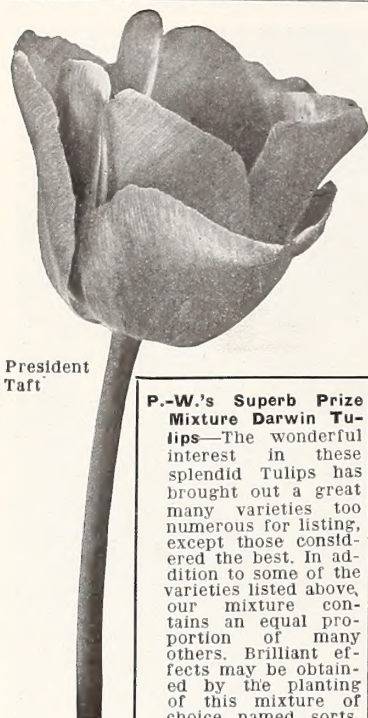 President
Taft
P.-W.'s Superb Prize
Mixture Darwin Tu-
lips—The wonderful
interest in these
splendid Tulips has
brought out a great
many varieties too
numerous for listing,
except those consid-
ered the best. In ad-
dition to some of the
varieties listed above,
our mixture con-
tains an equal pro-
portion of many
others. Brilliant ef-
fects may be obtain-
ed by the planting
of this mixture of
choice named sorts.